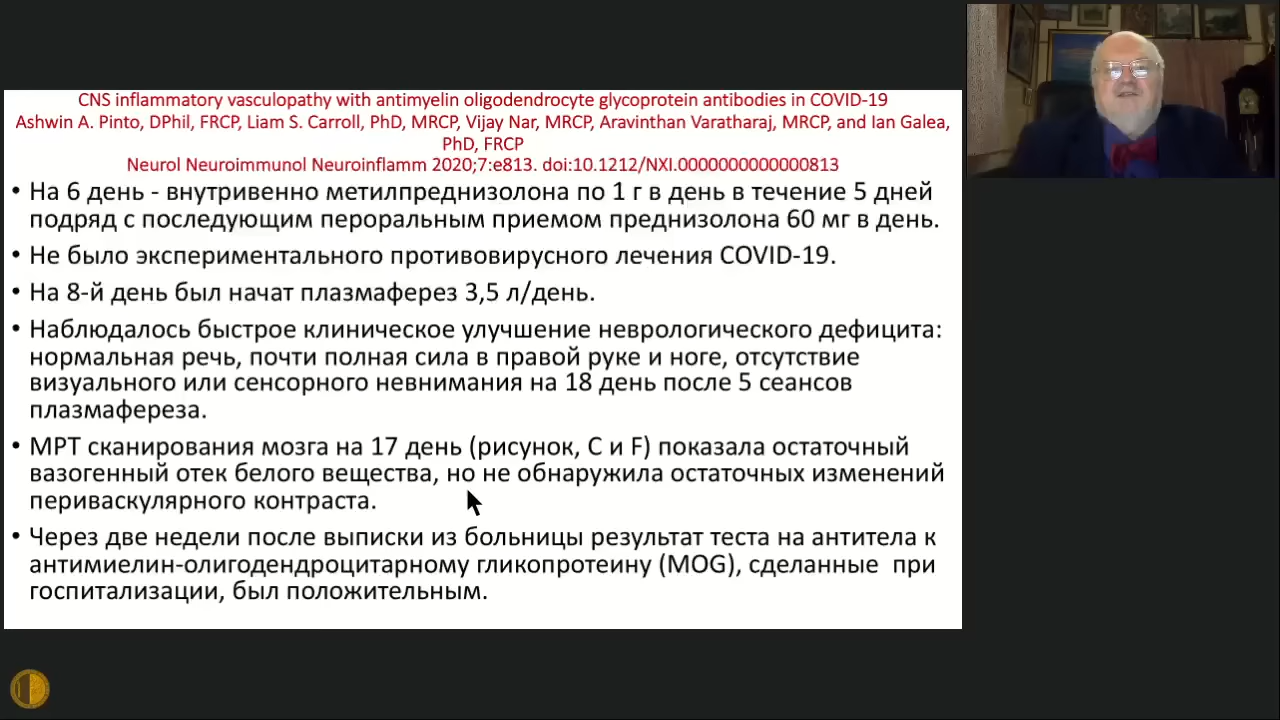 CNS inflammatory vasculopathy with antimyelin oligodendrocyte glycoprotein antibodies in COVID-19
Ashwin A. Pinto, DPhil, FRCP, Liam S. Carroll, PhD, MRCP, Vijay Nar, MRCP, Aravinthan Varatharaj, MRCP, and Ian Galea,
PhD, FRCP
Neurol Neuroimmunol Neuroinflamm 2020;7:e813. doi:10.1212/NXI.0000000000000813
• На 6 день - внутривенно метилпреднизолона по 1 г в день в течение 5 дней
подряд с последующим пероральным приемом преднизолона 60 мг в день.
• Не было экспериментального противовирусного лечения COVID-19.
• На 8-й день был начат плазмаферез 3,5 л/день.
• Наблюдалось быстрое клиническое улучшение неврологического дефицита:
нормальная речь, почти полная сила в правой руке и ноге, отсутствие
визуального или сенсорного невнимания на 18 день после 5 сеансов
плазмафереза.
• МРТ сканирования мозга на 17 день (рисунок, C и F) показала остаточный
вазогенный отек белого вещества, но не обнаружила остаточных изменений
периваскулярного контраста.
• Через две недели после выписки из больницы результат теста на антитела к
антимиелин-олигодендроцитарному гликопротеину (MOG), сделанные при
госпитализации, был положительным.